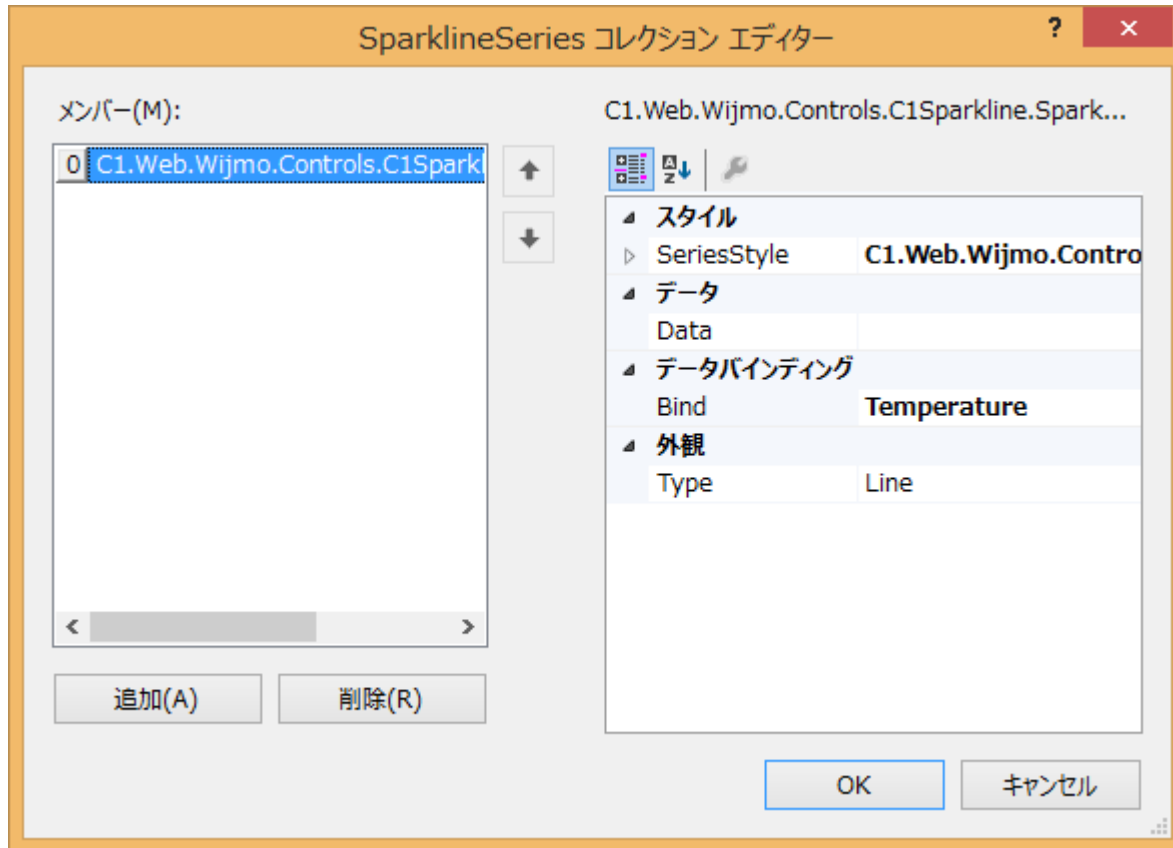 SparklineSeries コレクション エディター
?
×
メンバー(M):
0 C1.Web.Wijmo.Controls.C1Spark
追加(A)
削除(R)
C1.Web.Wijmo.Controls.C1Sparkline.Spark...
スタイル
SeriesStyle C1.Web.Wijmo.Contro
データ
Data
データバインディング
Bind Temperature
外観
Type Line
OK
キャンセル